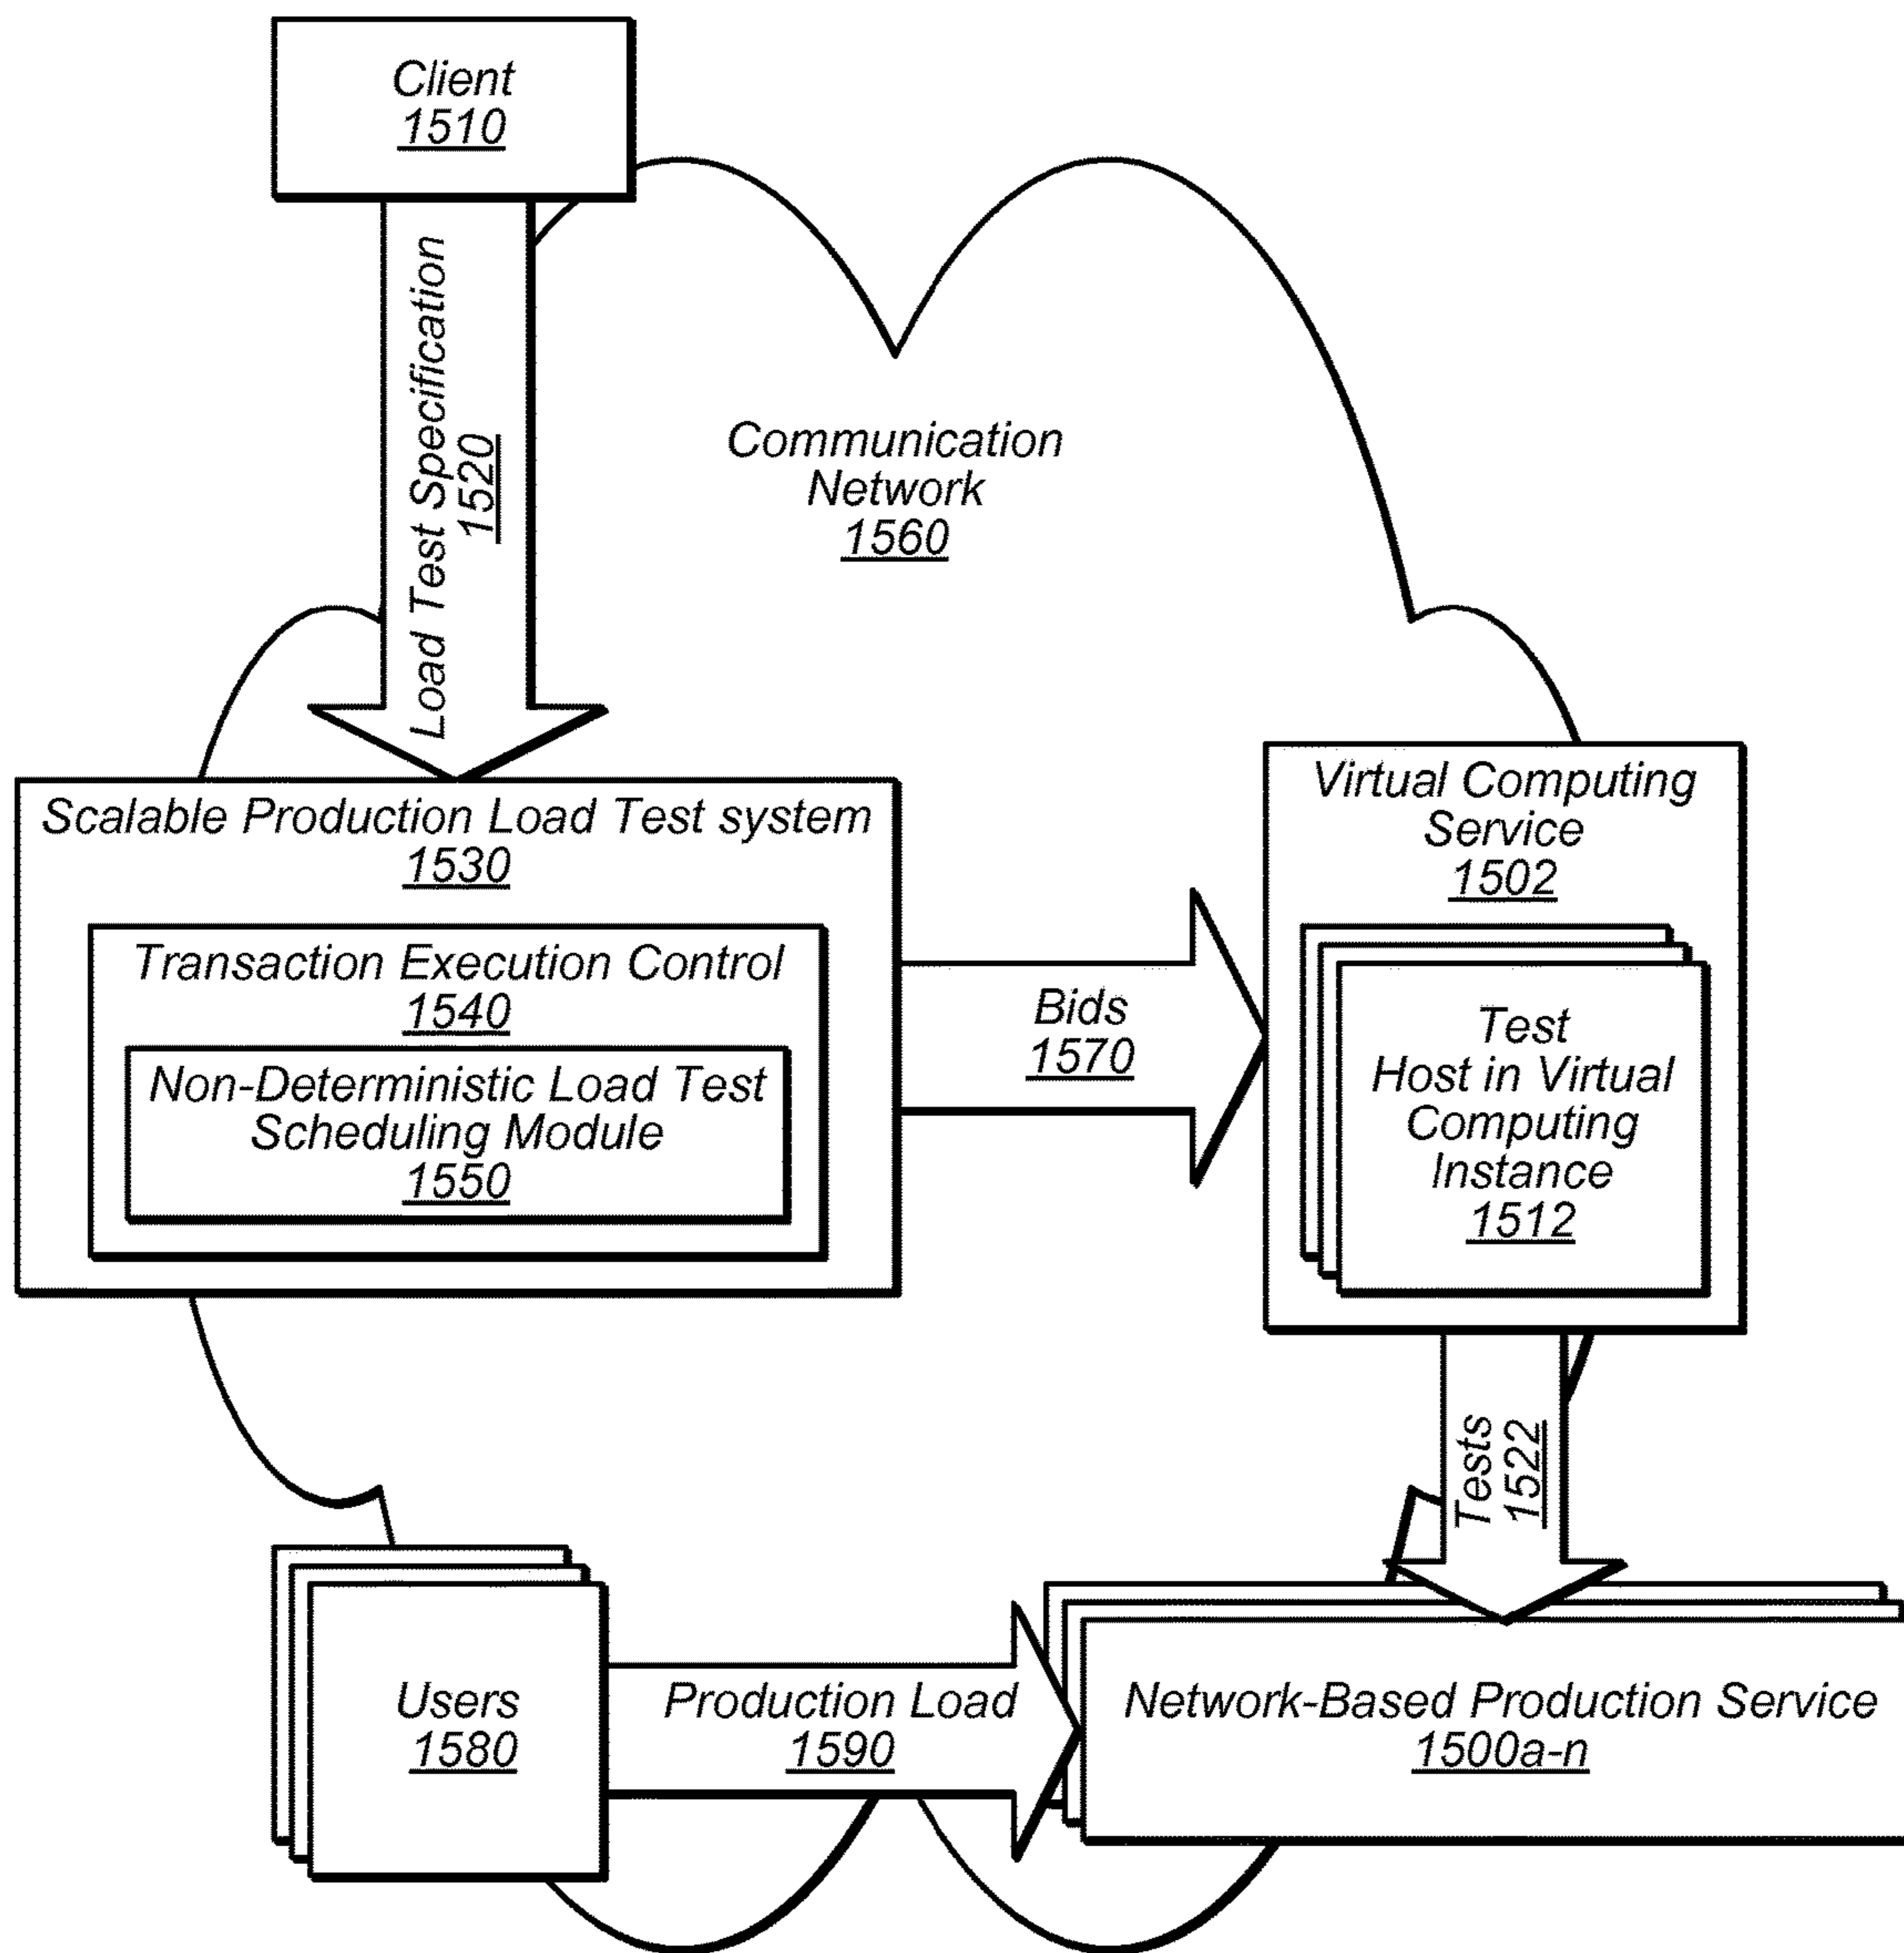 Client
1510
Load Test Specification
1520
Communication
Network
1560
Scalable Production Load Test system
1530
Transaction Execution Control
1540
Non-Deterministic Load Test
Scheduling Module
1550
Bids
1570
Virtual Computing
Service
1502
Test
Host in Virtual
Computing
Instance
1512
Tests
1522
Users
1580
Production Load
1590
Network-Based Production Service
1500a-n